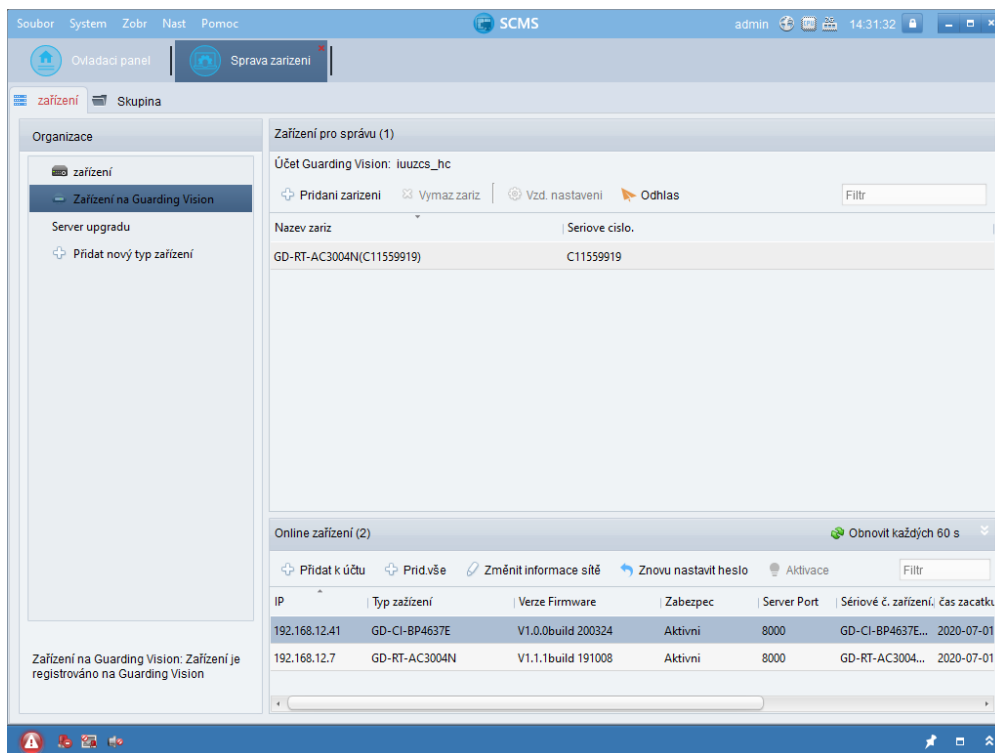 Soubor System Zobr Nast Pomoc SCMS admin 14:31:32
Ovladaci panel Sprava zarizeni
zařízení Skupina
Organizace
zařízení
Zařízení na Guarding Vision
Server upgradu
Přidat nový typ zařízení
Zařízení na Guarding Vision: Zařízení je
registrováno na Guarding Vision
Zařízení pro správu (1)
Účet Guarding Vision: iuuzcs_hc
Pridani zarizeni Vymaz zariz Vzd. nastaveni Odhlas Filtr
Nazev zariz Seriove cislo.
GD-RT-AC3004N(C11559919) C11559919
Online zařízení (2) Obnovit každých 60 s
Přidat k účtu Prid.vše Změnit informace sítě Znovu nastavit heslo Aktivace Filtr
IP Typ zažízení Verze Firmware Zabezpec Server Port Sériové č. zařízení. čas zacatku
192.168.12.41 GD-CI-BP4637E V1.0.0build 200324 Aktivni 8000 GD-CI-BP4637E... 2020-07-01
192.168.12.7 GD-RT-AC3004N V1.1.1build 191008 Aktivni 8000 GD-RT-AC3004... 2020-07-01